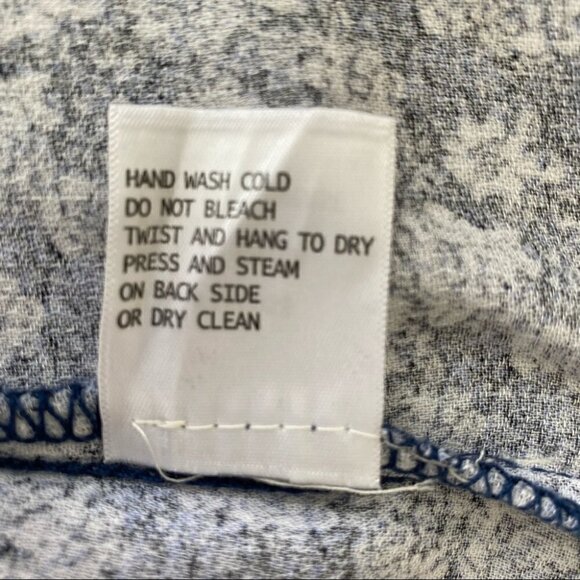 HAND WASH COLD
DO NOT BLEACH
TWIST AND HANG TO DRY
PRESS AND STEAM
ON BACK SIDE
OR DRY CLEAN